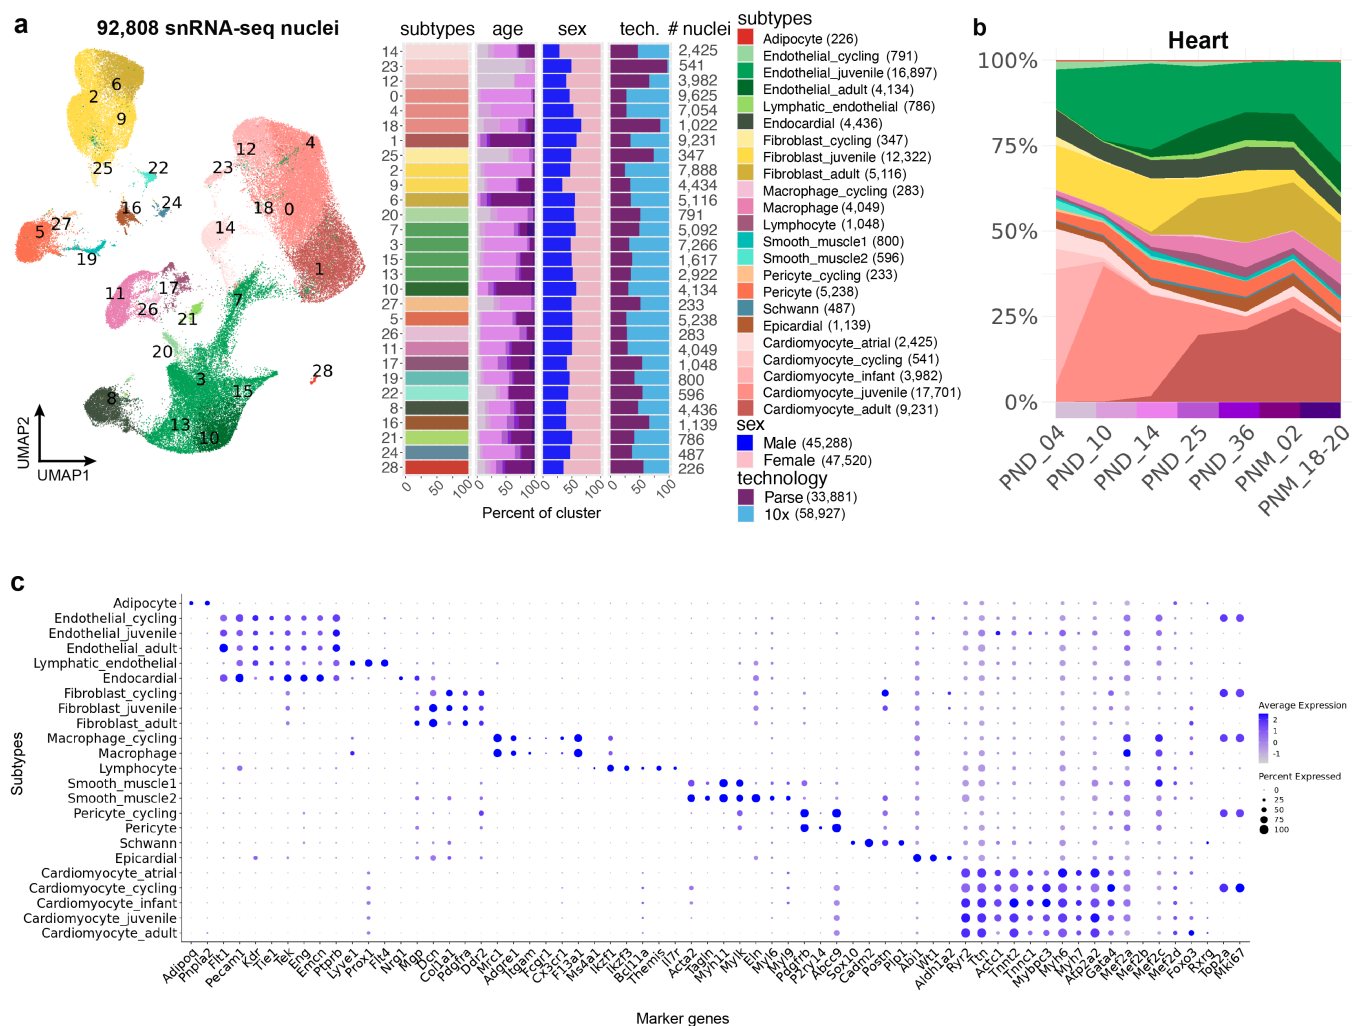 a
92,808 snRNA-seq nuclei
6
2
9
25
22
16
24
27
5
19
12
4
23
18
0
14
1
17
11
26
21
7
20
3
15
28
8
13
10
UMAP2
UMAP1
subtypes age sex tech. # nuclei
14 2,425
23 541
12 3,982
0 9,625
4 7,054
18 1,022
1 9,231
25 347
2 7,888
9 4,434
6 5,116
20 791
7 5,092
3 7,266
15 1,617
13 2,922
10 4,134
27 233
5 5,238
26 283
11 4,049
17 1,048
19 800
22 596
8 4,436
16 1,139
21 786
24 487
28 226
0 50 100 0 50 100 0 50 100 0 50 100
Percent of cluster
subtypes
Adipocyte (226)
Endothelial_cycling (791)
Endothelial_juvenile (16,897)
Endothelial_adult (4,134)
Lymphatic_endothelial (786)
Endocardial (4,436)
Fibroblast_cycling (347)
Fibroblast_juvenile (12,322)
Fibroblast_adult (5,116)
Macrophage_cycling (283)
Macrophage (4,049)
Lymphocyte (1,048)
Smooth_muscle1 (800)
Smooth_muscle2 (596)
Pericyte_cycling (233)
Pericyte (5,238)
Schwann (487)
Epicardial (1,139)
Cardiomyocyte_atrial (2,425)
Cardiomyocyte_cycling (541)
Cardiomyocyte_infant (3,982)
Cardiomyocyte_juvenile (17,701)
Cardiomyocyte_adult (9,231)
sex
Male (45,288)
Female (47,520)
technology
Parse (33,881)
10x (58,927)
b
Heart
100%
75%
50%
25%
0%
PND_04
PND_10
PND_14
PND_25
PND_36
PNM_02
PNM_18-20
c
Subtypes
Adipocyte
Endothelial_cycling
Endothelial_juvenile
Endothelial_adult
Lymphatic_endothelial
Endocardial
Fibroblast_cycling
Fibroblast_juvenile
Fibroblast_adult
Macrophage_cycling
Macrophage
Lymphocyte
Smooth_muscle1
Smooth_muscle2
Pericyte_cycling
Pericyte
Schwann
Epicardial
Cardiomyocyte_atrial
Cardiomyocyte_cycling
Cardiomyocyte_infant
Cardiomyocyte_juvenile
Cardiomyocyte_adult
Adipoq
Pnpla2
Flt1
Pecam1
Kdr
Tie1
Tek
Eng
Emcn
Ptprb
Lyve1
Prox1
Flt4
Nrg1
Mgp
Dcn
Col1a1
Pdgfra
Ddr2
Mrc1
Adgre1
Itgam
Fcgr1
Cx3cr1
F13a1
Ms4a1
Ikzf1
Ikzf3
Bcl11a
Themis
Il7r
Acta2
Tagln
Myh11
Mylk
Eln
Myl6
Myl9
Pdgfrb
P2ry14
Abcc9
Sox10
Cadm2
Postn
Plp1
Abi1
Wt1
Aldh1a2
Ryr2
Ttn
Actc1
Tnnt2
Tnnc1
Mybpc3
Myh6
Myh7
Atp2a2
Gata4
Mef2a
Mef2b
Mef2c
Mef2d
Foxo3
Rxrg
Top2a
Mki67
Marker genes
Average Expression
2
1
0
-1
Percent Expressed
0
25
50
75
100